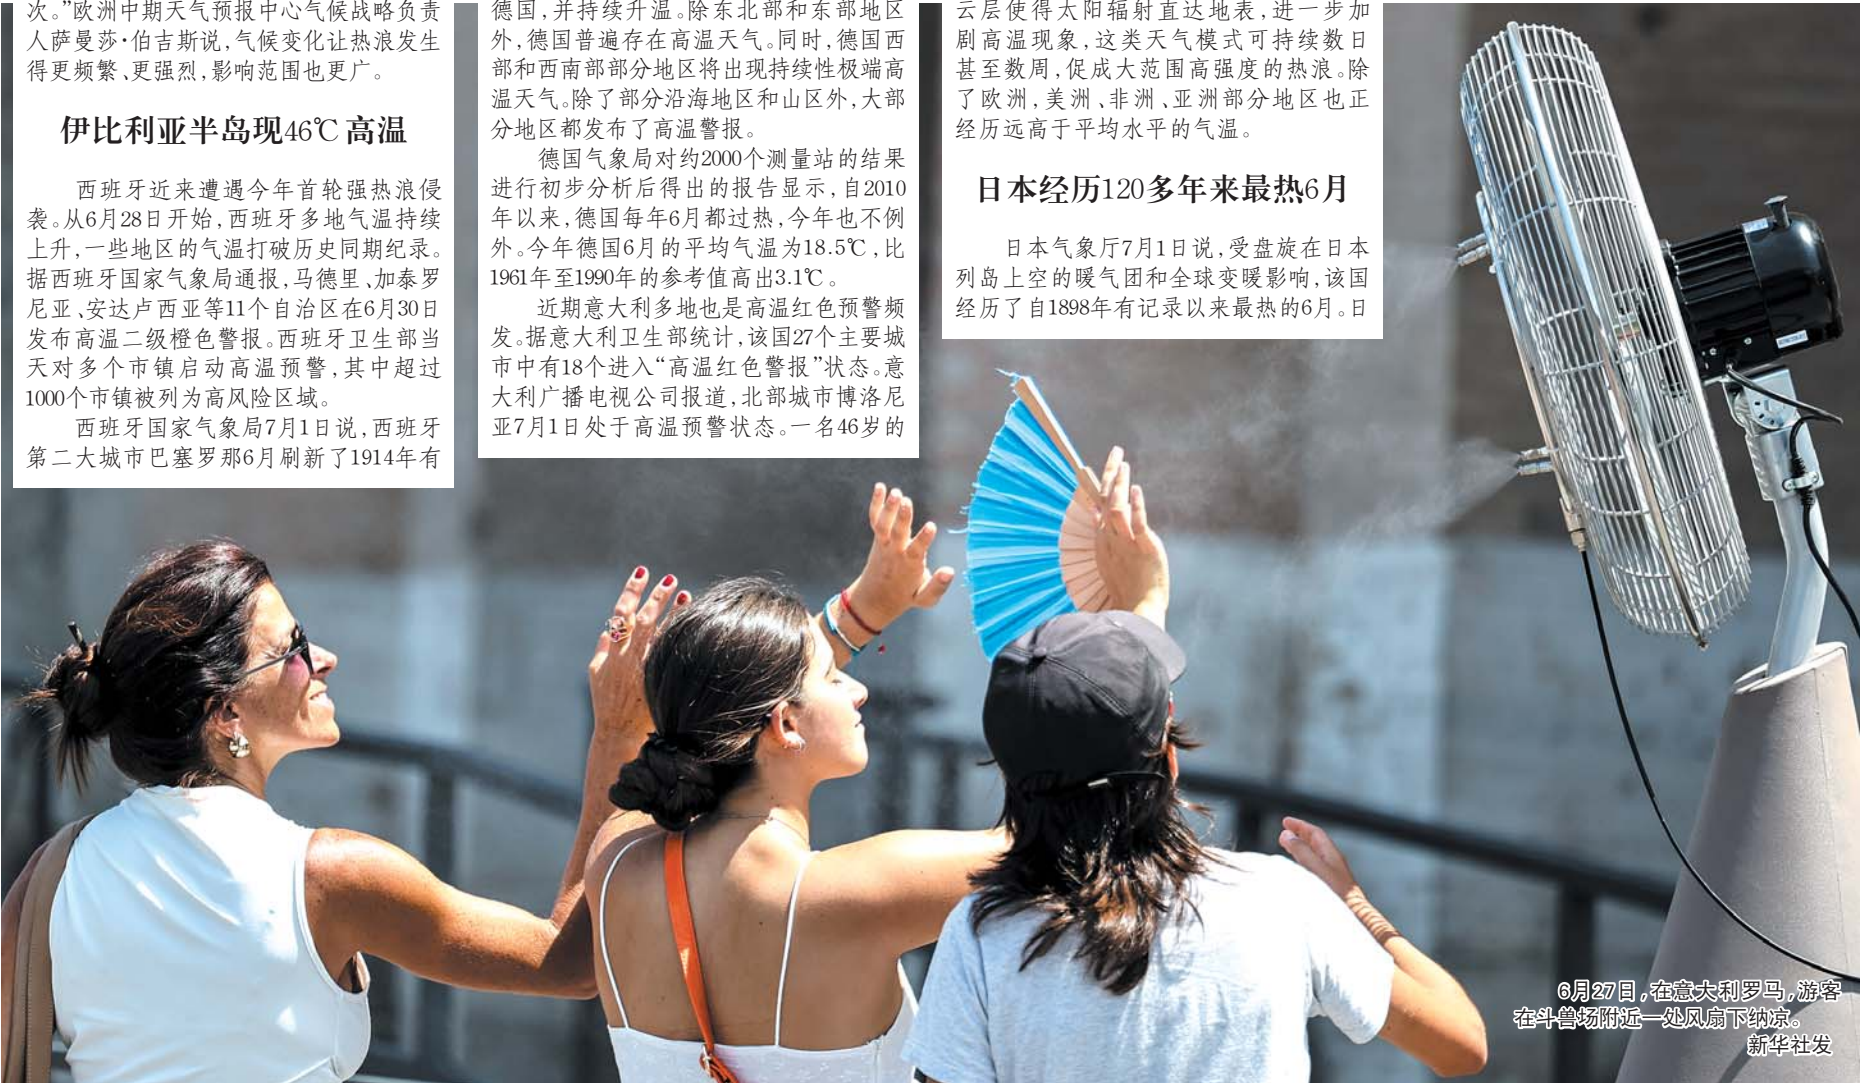 次。”欧洲中期天气预报中心气候战略负责
人萨曼莎·伯吉斯说，气候变化让热浪发生
得更频繁、更强烈，影响范围也更广。
伊比利亚半岛现46℃高温
西班牙近来遭遇今年首轮强热浪侵
袭。从6月28日开始，西班牙多地气温持续
上升，一些地区的气温打破历史同期纪录。
据西班牙国家气象局通报，马德里、加泰罗
尼亚、安达卢西亚等11个自治区在6月30日
发布高温二级橙色警报。西班牙卫生部当
天对多个市镇启动高温预警，其中超过
1000个市镇被列为高风险区域。
西班牙国家气象局7月1日说，西班牙
第二大城市巴塞罗那6月刷新了1914年有
德国，并持续升温。除东北部和东部地区
外，德国普遍存在高温天气。同时，德国西
部和西南部部分地区将出现持续性极端高
温天气。除了部分沿海地区和山区外，大部
分地区都发布了高温警报。
德国气象局对约2000个测量站的结果
进行初步分析后得出的报告显示，自2010
年以来，德国每年6月都过热，今年也不例
外。今年德国6月的平均气温为18.5℃，比
1961年至1990年的参考值高出3.1℃。
近期意大利多地也是高温红色预警频
发。据意大利卫生部统计，该国27个主要城
市中有18个进入“高温红色警报”状态。意
大利广播电视公司报道，北部城市博洛尼
亚7月1日处于高温预警状态。一名46岁的
云层使得太阳辐射直达地表，进一步加
剧高温现象，这类天气模式可持续数日
甚至数周，促成大范围高强度的热浪。除
了欧洲，美洲、非洲、亚洲部分地区也正
经历远高于平均水平的气温。
日本经历120多年来最热6月
日本气象厅7月1日说，受盘旋在日本
列岛上空的暖气团和全球变暖影响，该国
经历了自1898年有记录以来最热的6月。日
6月27日，在意大利罗马，游客
在斗兽场附近一处风扇下纳凉。
新华社发